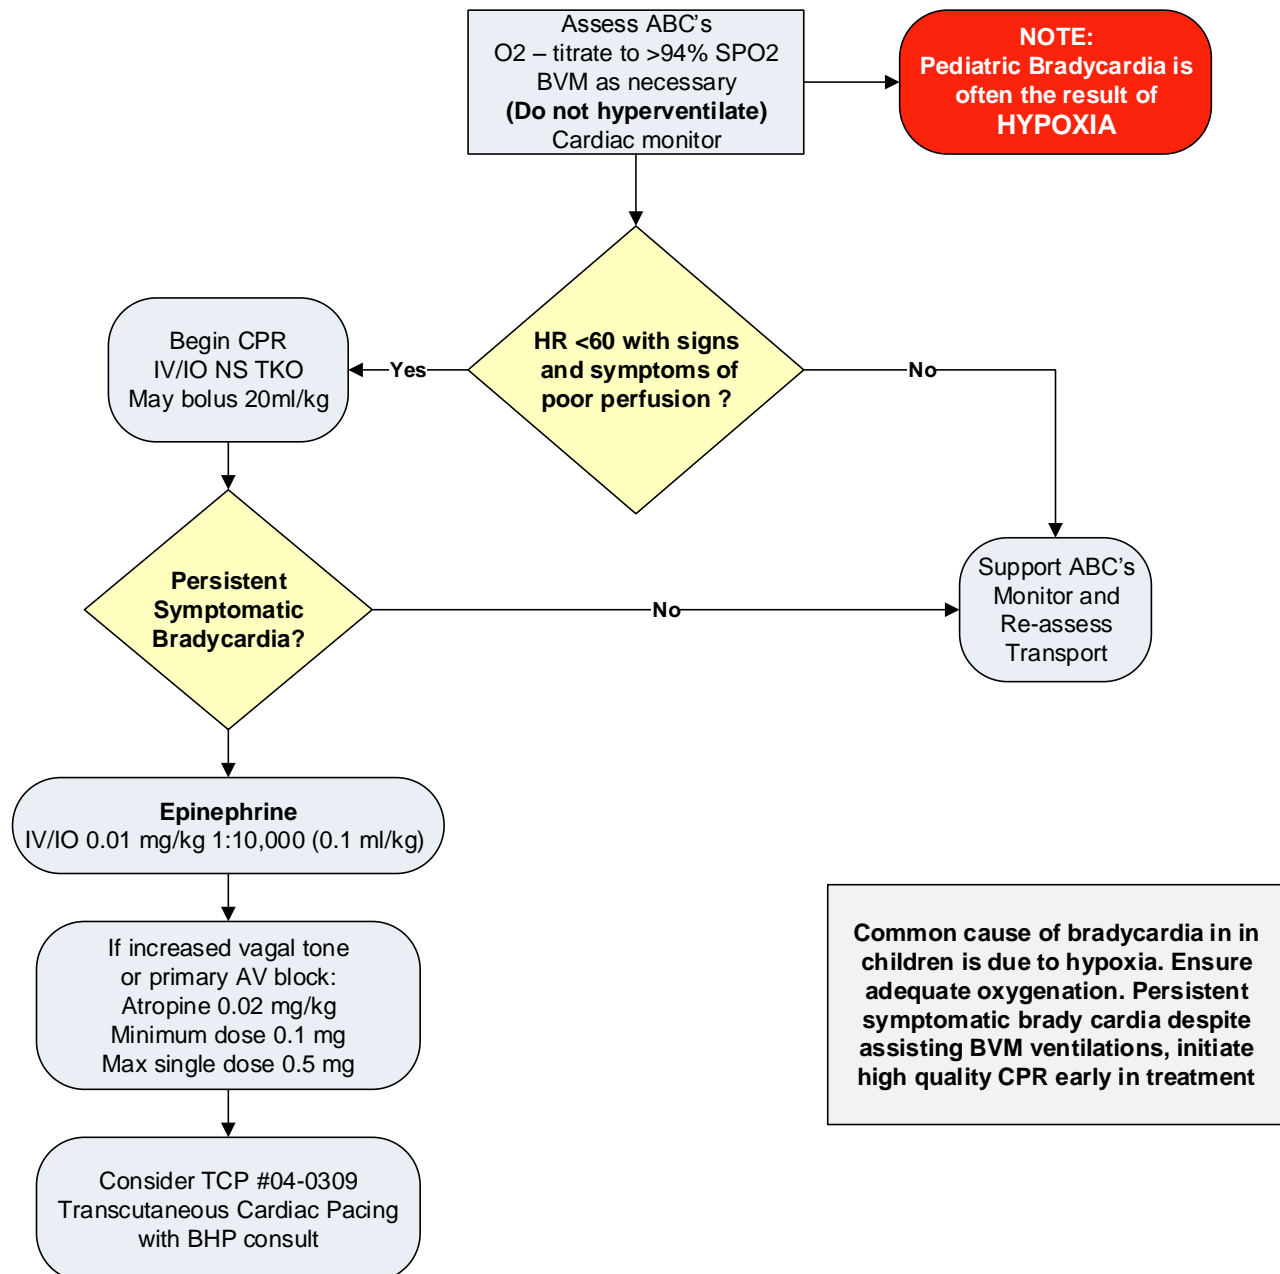 Assess ABC's
O2 – titrate to >94% SPO2
BVM as necessary
(Do not hyperventilate)
Cardiac monitor
NOTE:
Pediatric Bradycardia is
often the result of
HYPOXIA
HR <60 with signs
and symptoms of
poor perfusion ?
Yes
No
Begin CPR
IV/IO NS TKO
May bolus 20ml/kg
Persistent
Symptomatic
Bradycardia?
No
Support ABC's
Monitor and
Re-assess
Transport
Epinephrine
IV/IO 0.01 mg/kg 1:10,000 (0.1 ml/kg)
If increased vagal tone
or primary AV block:
Atropine 0.02 mg/kg
Minimum dose 0.1 mg
Max single dose 0.5 mg
Common cause of bradycardia in in
children is due to hypoxia. Ensure
adequate oxygenation. Persistent
symptomatic brady cardia despite
assisting BVM ventilations, initiate
high quality CPR early in treatment
Consider TCP #04-0309
Transcutaneous Cardiac Pacing
with BHP consult